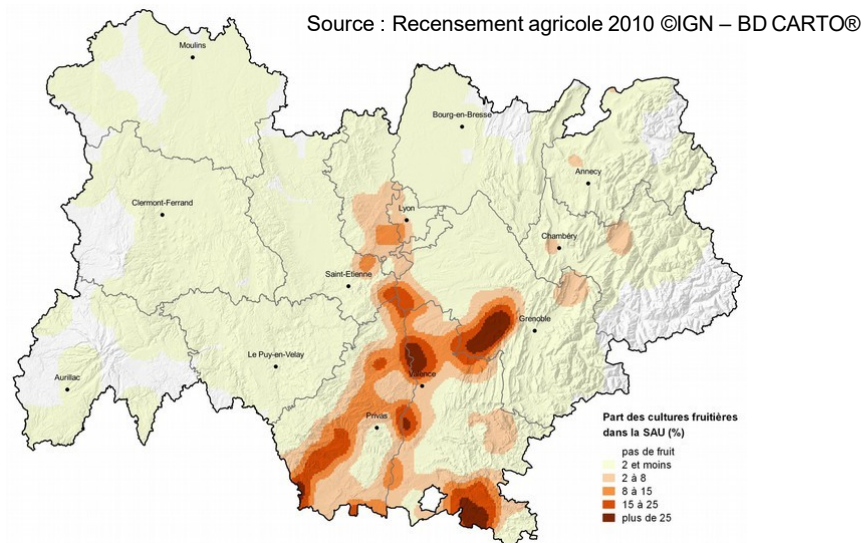 Source : Recensement agricole 2010 ©IGN – BD CARTO®
Moulins
Bourg-en-Bresse
Annecy
Clermont-Ferrand
Lyon
Chambéry
Saint-Etienne
Grenoble
Le Puy-en-Velay
Aurillac
Valence
Privas
Part des cultures fruitières
dans la SAU (%)
pas de fruit
2 et moins
2 à 8
8 à 15
15 à 25
plus de 25